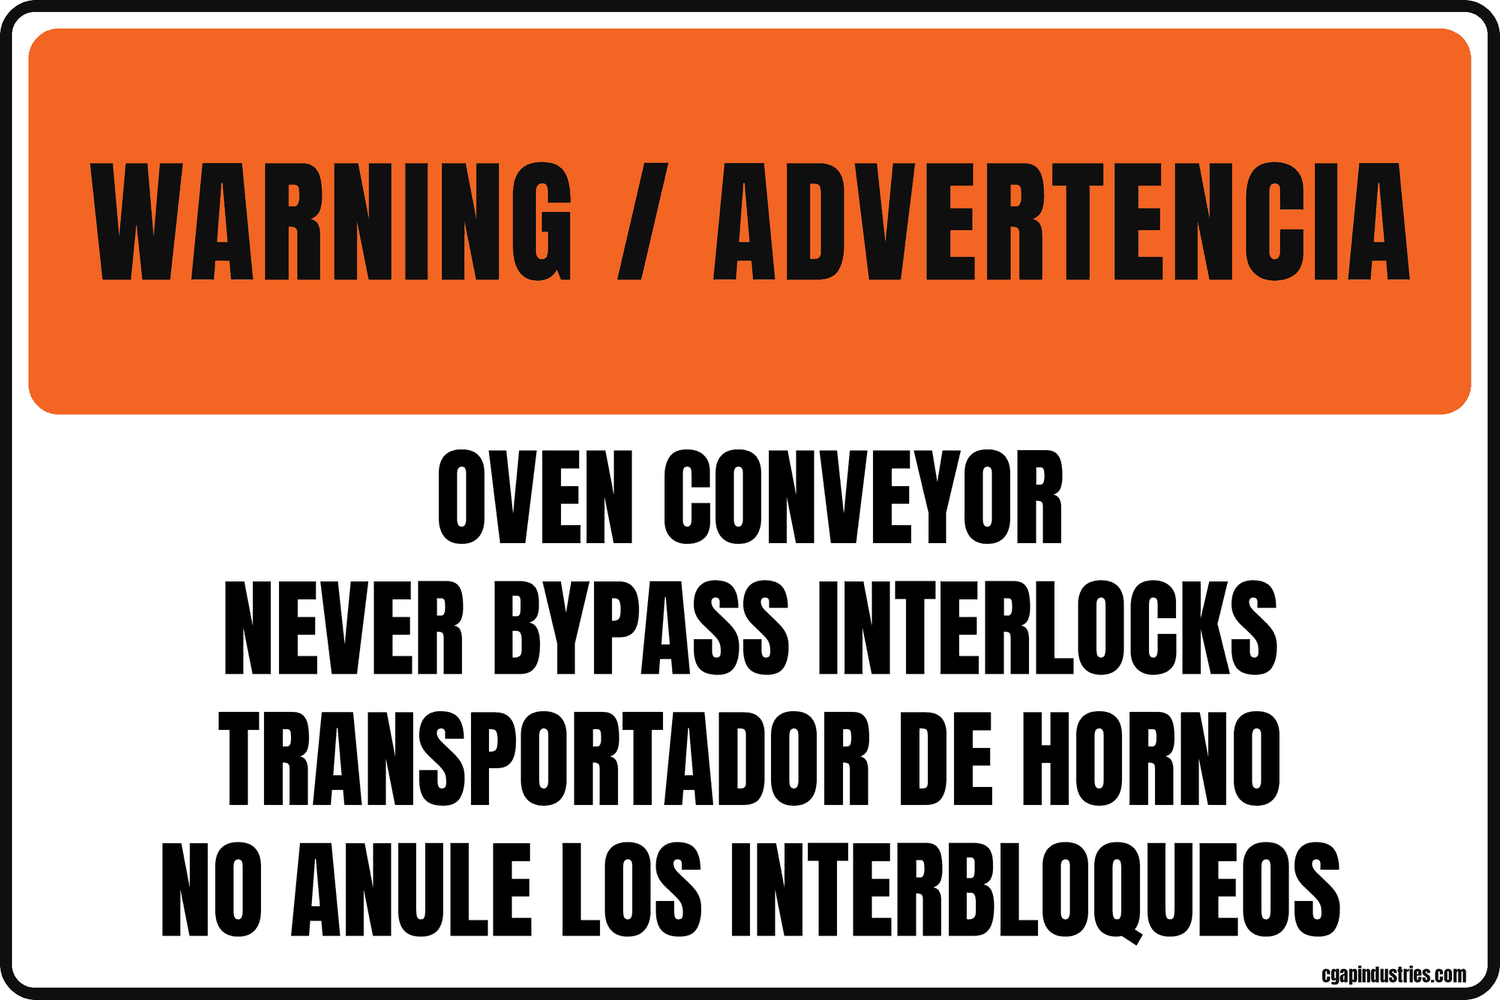 WARNING / ADVERTENCIA
OVEN CONVEYOR
NEVER BYPASS INTERLOCKS
TRANSPORTADOR DE HORNO
NO ANULE LOS INTERBLOQUEOS
cgapindustries.com